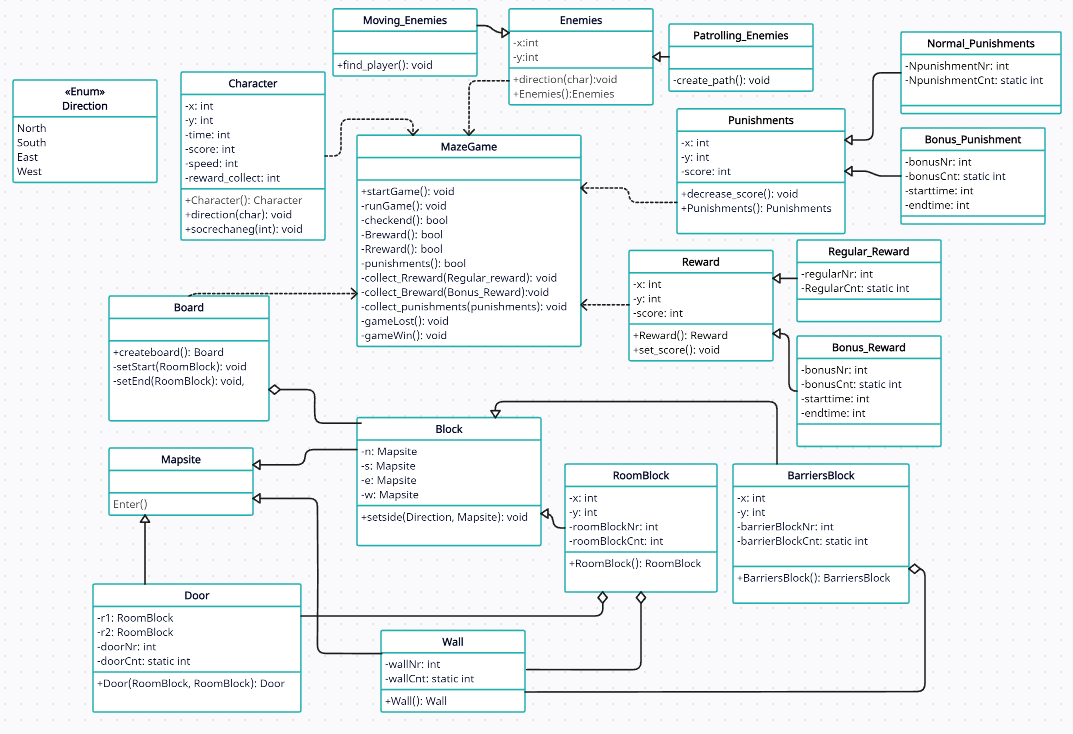 Moving_Enemies
+find_player(): void
Enemies
-x:int
-y:int
+direction(char):void
+Enemies():Enemies
Patrolling_Enemies
-create_path(): void
Normal_Punishments
-NpunishmentNr: int
-NpunishmentCnt: static int
«Enum»
Direction
North
South
East
West
Character
-x: int
-y: int
-time: int
-score: int
-speed: int
-reward_collect: int
+Character(): Character
+direction(char): void
+socrechaneg(int): void
MazeGame
+startGame(): void
-runGame(): void
-checkend(): bool
-Breward(): bool
-Rreward(): bool
-punishments(): bool
-collect_Rreward(Regular_reward): void
-collect_Breward(Bonus_Reward):void
-collect_punishments(punishments): void
-gameLost(): void
-gameWin(): void
Punishments
-x: int
-y: int
-score: int
+decrease_score(): void
+Punishments(): Punishments
Bonus_Punishment
-bonusNr: int
-bonusCnt: static int
-starttime: int
-endtime: int
Reward
-x: int
-y: int
-score: int
+Reward(): Reward
+set_score(): void
Regular_Reward
-regularNr: int
-RegularCnt: static int
Bonus_Reward
-bonusNr: int
-bonusCnt: static int
-starttime: int
-endtime: int
Board
+createboard(): Board
-setStart(RoomBlock): void
-setEnd(RoomBlock): void,
Block
-n: Mapsite
-s: Mapsite
-e: Mapsite
-w: Mapsite
+setside(Direction, Mapsite): void
Mapsite
Enter()
RoomBlock
-x: int
-y: int
-roomBlockNr: int
-roomBlockCnt: int
+RoomBlock(): RoomBlock
BarriersBlock
-x: int
-y: int
-barrierBlockNr: int
-barrierBlockCnt: static int
+BarriersBlock(): BarriersBlock
Door
-r1: RoomBlock
-r2: RoomBlock
-doorNr: int
-doorCnt: static int
+Door(RoomBlock, RoomBlock): Door
Wall
-wallNr: int
-wallCnt: static int
+Wall(): Wall